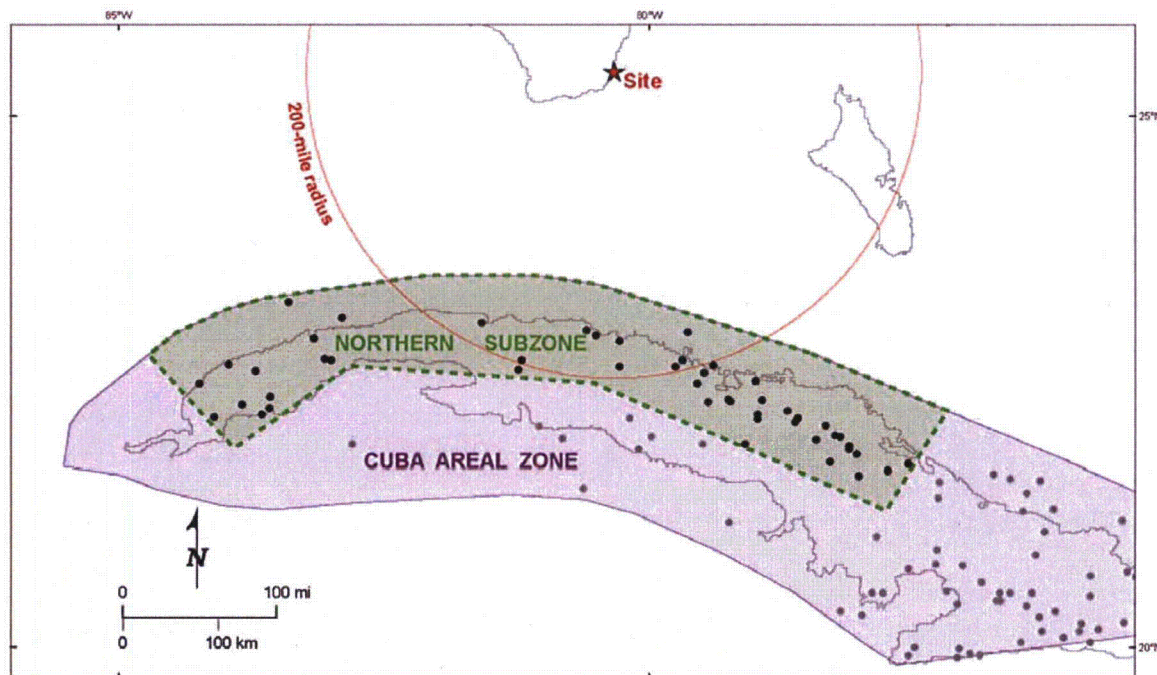 85°W
80°W
Site
25°N
200-mile radius
NORTHERN SUBZONE
CUBA AREAL ZONE
N
0 100 mi
0 100 km
20°N